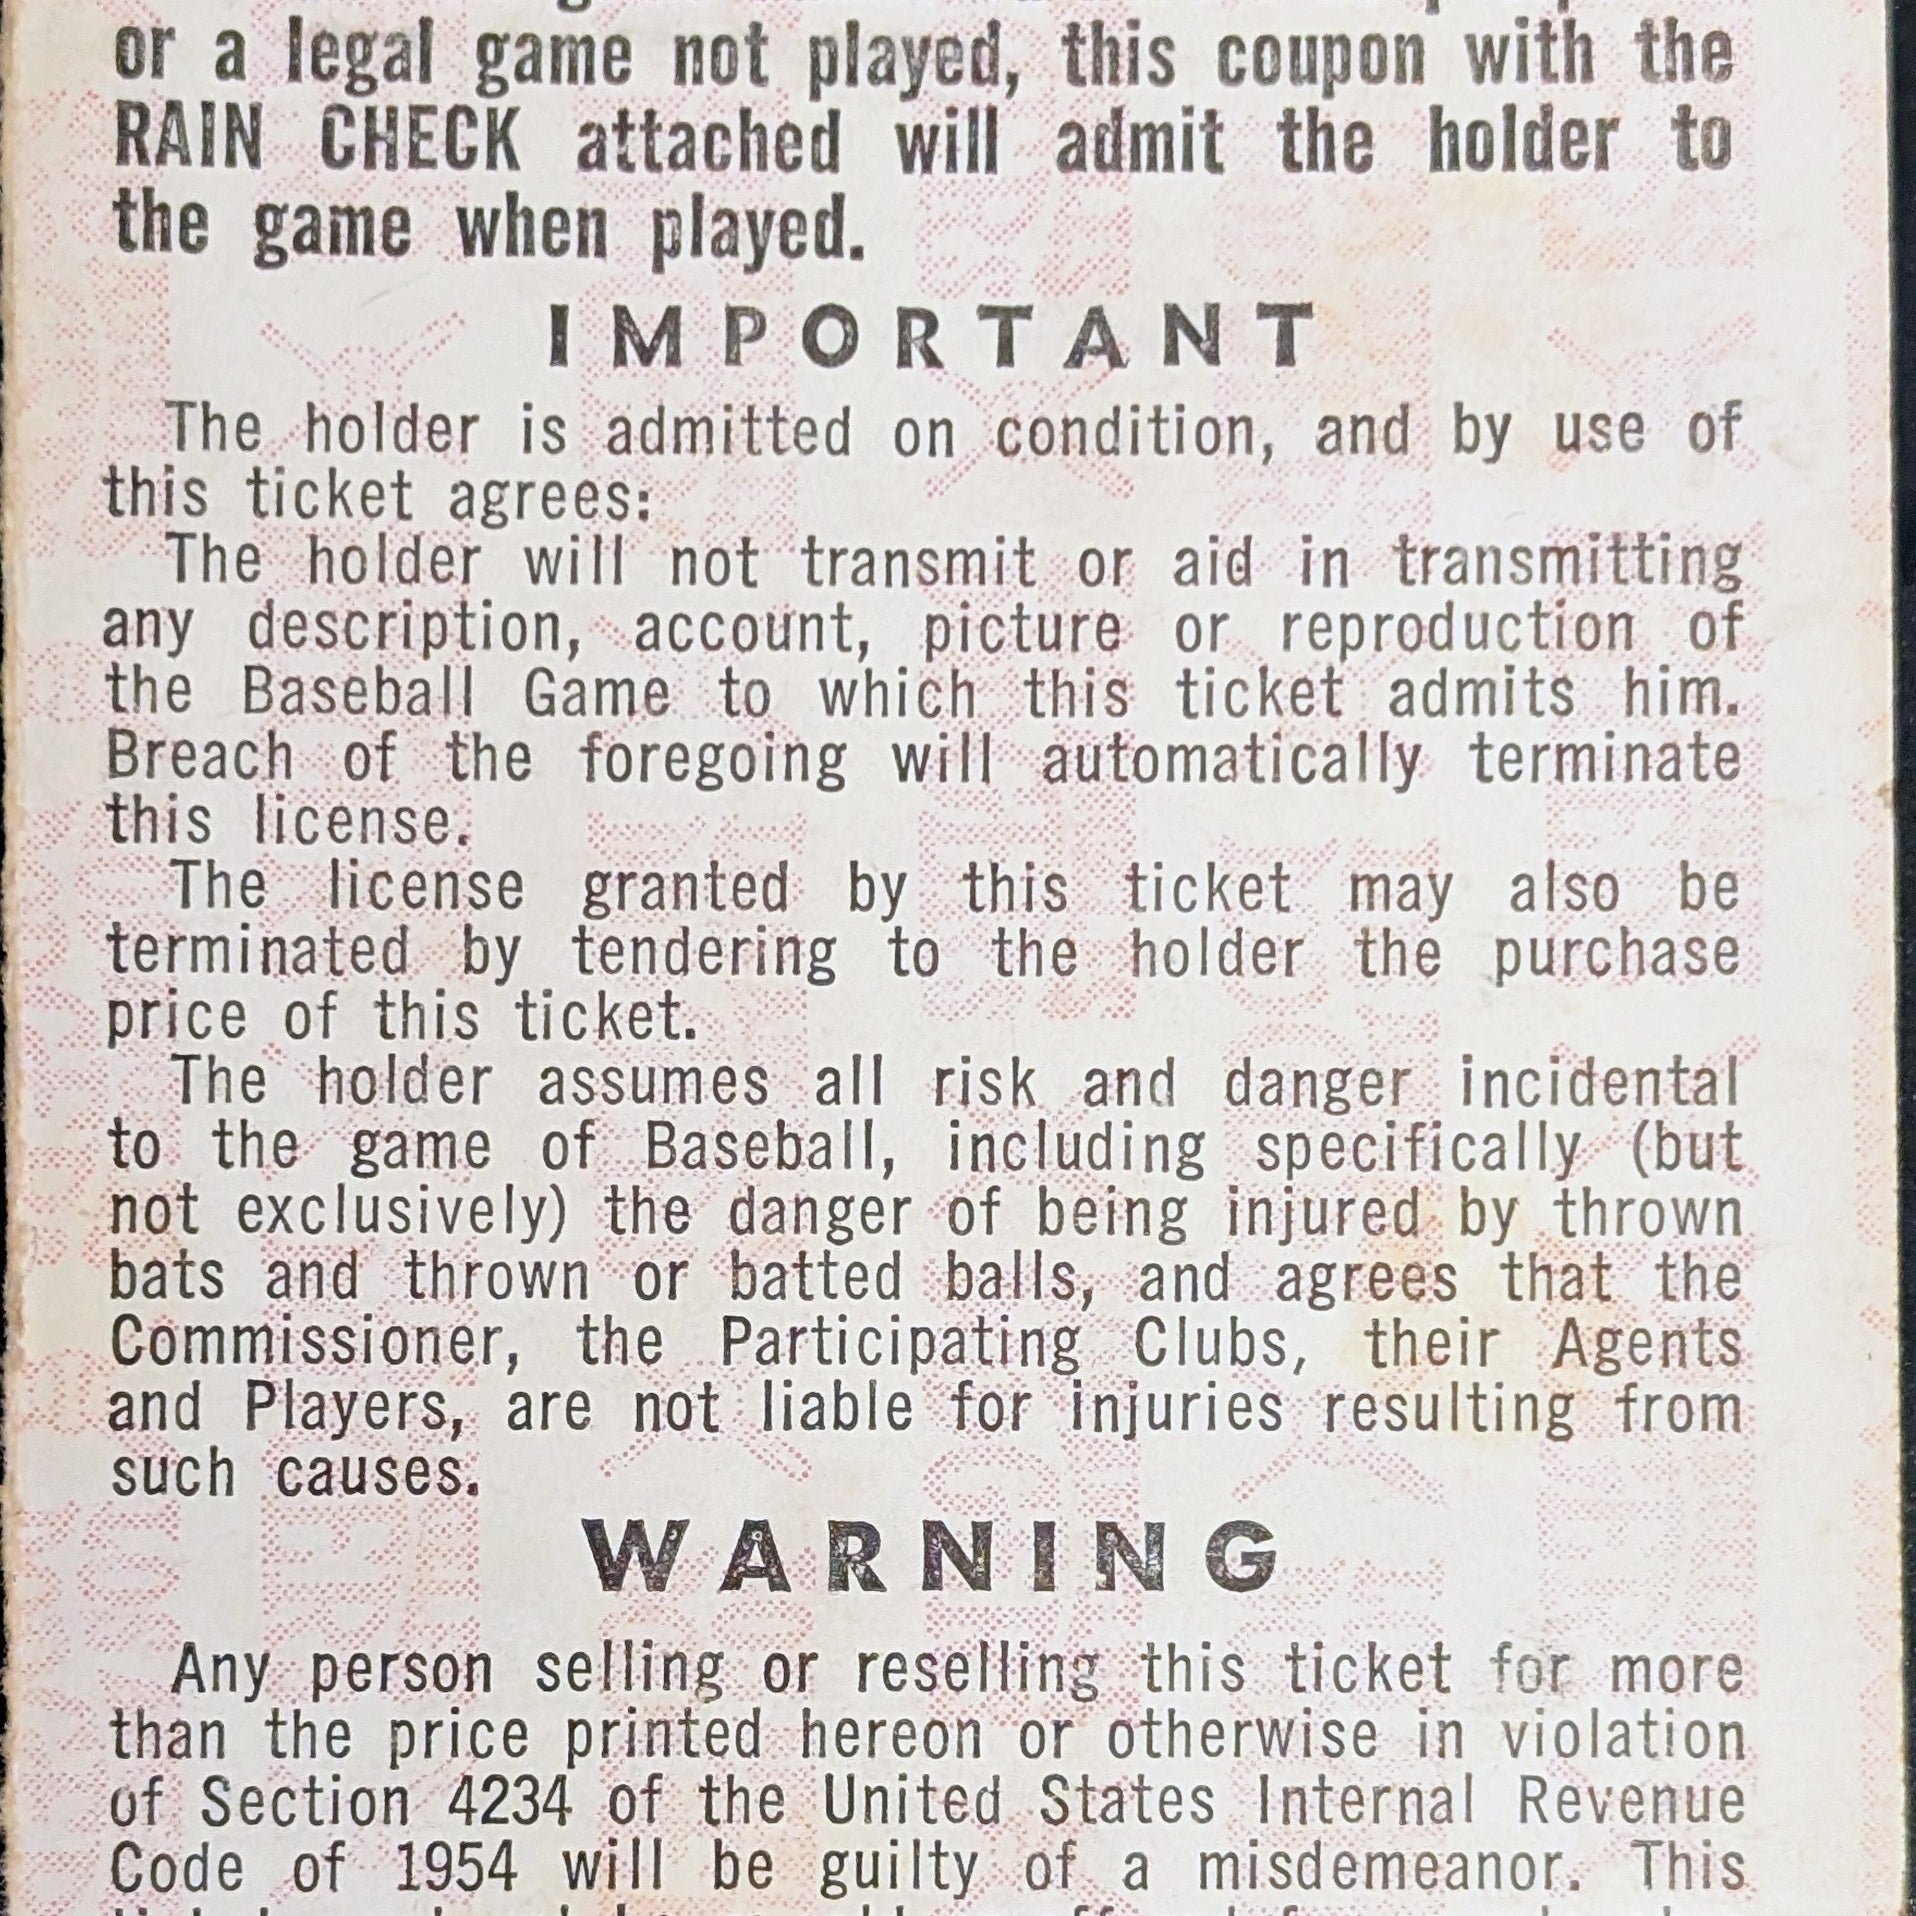 or a legal game not played, this coupon with the
RAIN CHECK attached will admit the holder to
the game when played.
IMPORTANT
The holder is admitted on condition, and by use of
this ticket agrees:
The holder will not transmit or aid in transmitting
any description, account, picture or reproduction of
the Baseball Game to which this ticket admits him.
Breach of the foregoing will automatically terminate
this license.
The license granted by this ticket may also be
terminated by tendering to the holder the purchase
price of this ticket.
The holder assumes all risk and danger incidental
to the game of Baseball, including specifically (but
not exclusively) the danger of being injured by thrown
bats and thrown or batted balls, and agrees that the
Commissioner, the Participating Clubs, their Agents
and Players, are not liable for injuries resulting from
such causes.
WARNING
Any person selling or reselling this ticket for more
than the price printed hereon or otherwise in violation
of Section 4234 of the United States Internal Revenue
Code of 1954 will be guilty of a misdemeanor. This